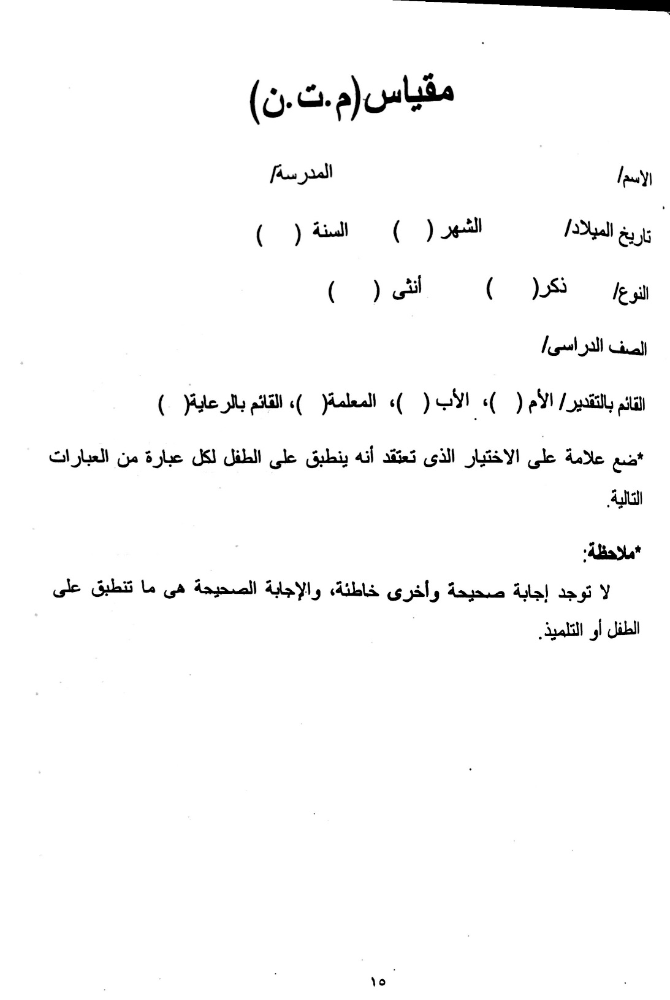 مقياس (م.ت.ن)
الاسم/ المدرسة/
تاريخ الميلاد/ الشهر ( ) السنة ( )
النوع/ ذكر( ) أنثى ( )
الصف الدراسى/
القائم بالتقدير/ الأم ( )، الأب ( )، المعلمة( )، القائم بالرعاية( )
*ضع علامة على الاختيار الذى تعتقد أنه ينطبق على الطفل لكل عبارة من العبارات
التالية.
*ملاحظة:
لا توجد إجابة صحيحة وأخرى خاطئة، والإجابة الصحيحة هى ما تنطبق على
الطفل أو التلميذ.
١٥